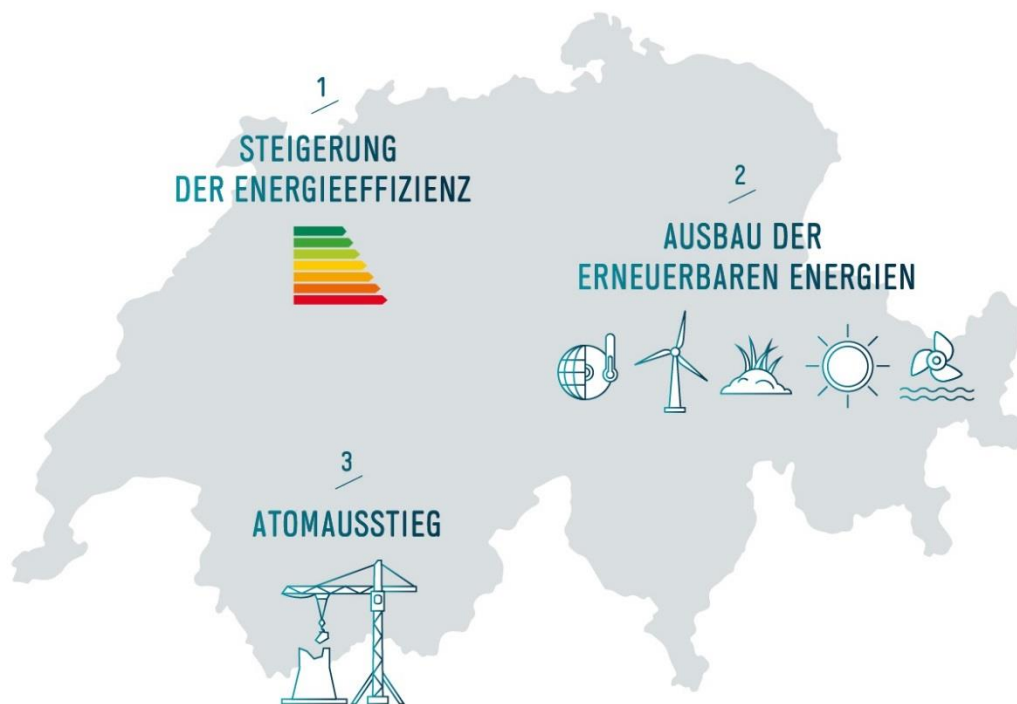 1
STEIGERUNG
DER ENERGIEEFFIZIENZ
2
AUSBAU DER
ERNEUERBAREN ENERGIEN
3
ATOMAUSSTIEG